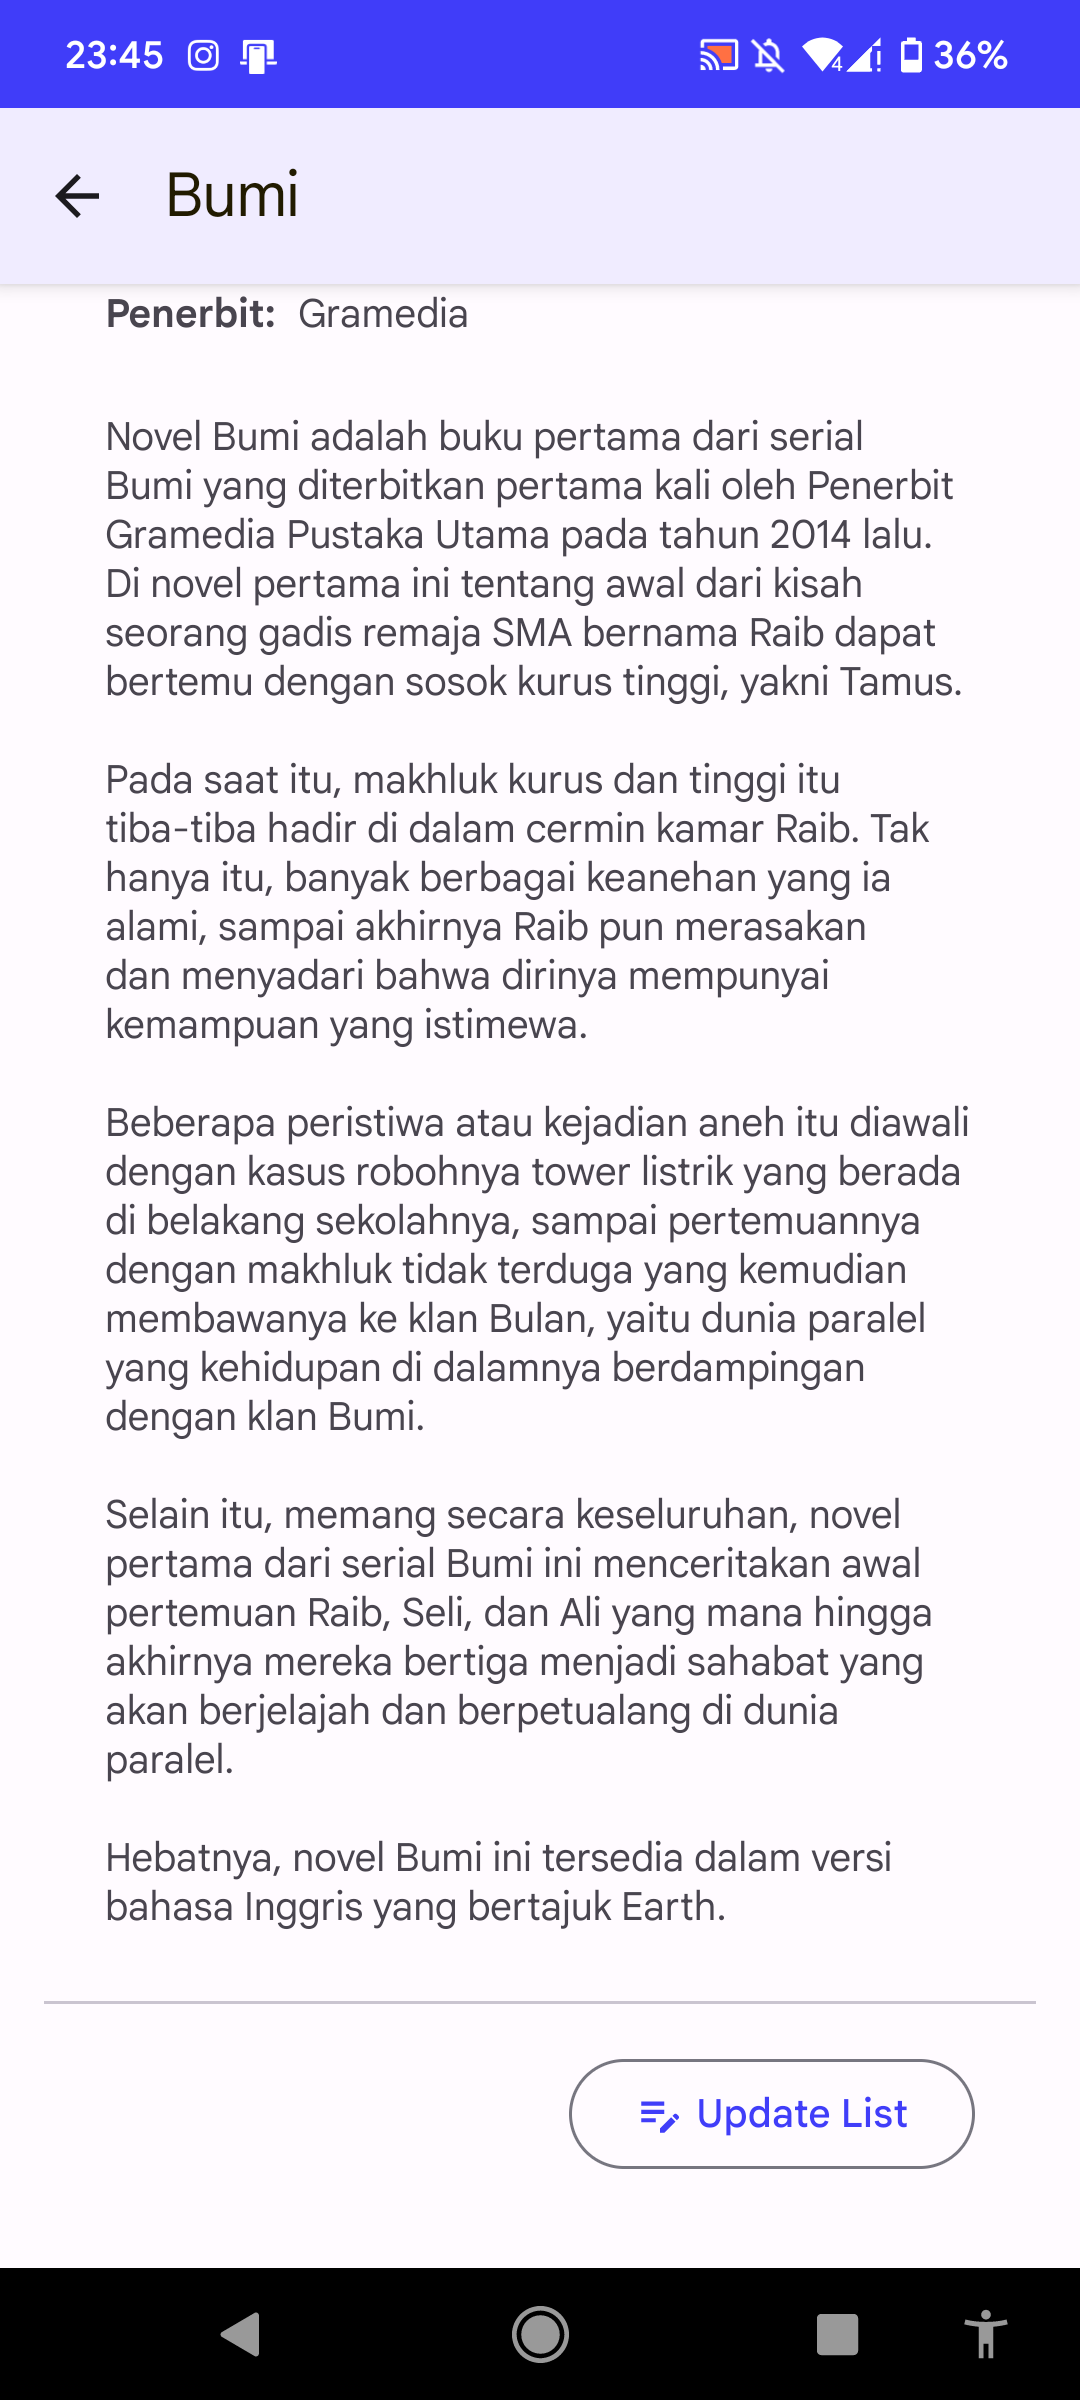 23:45
4
!
36%
Bumi
Penerbit: Gramedia
Novel Bumi adalah buku pertama dari serial
Bumi yang diterbitkan pertama kali oleh Penerbit
Gramedia Pustaka Utama pada tahun 2014 lalu.
Di novel pertama ini tentang awal dari kisah
seorang gadis remaja SMA bernama Raib dapat
bertemu dengan sosok kurus tinggi, yakni Tamus.
Pada saat itu, makhluk kurus dan tinggi itu
tiba-tiba hadir di dalam cermin kamar Raib. Tak
hanya itu, banyak berbagai keanehan yang ia
alami, sampai akhirnya Raib pun merasakan
dan menyadari bahwa dirinya mempunyai
kemampuan yang istimewa.
Beberapa peristiwa atau kejadian aneh itu diawali
dengan kasus robohnya tower listrik yang berada
di belakang sekolahnya, sampai pertemuannya
dengan makhluk tidak terduga yang kemudian
membawanya ke klan Bulan, yaitu dunia paralel
yang kehidupan di dalamnya berdampingan
dengan klan Bumi.
Selain itu, memang secara keseluruhan, novel
pertama dari serial Bumi ini menceritakan awal
pertemuan Raib, Seli, dan Ali yang mana hingga
akhirnya mereka bertiga menjadi sahabat yang
akan berjelajah dan berpetualang di dunia
paralel.
Hebatnya, novel Bumi ini tersedia dalam versi
bahasa Inggris yang bertajuk Earth.
Update List